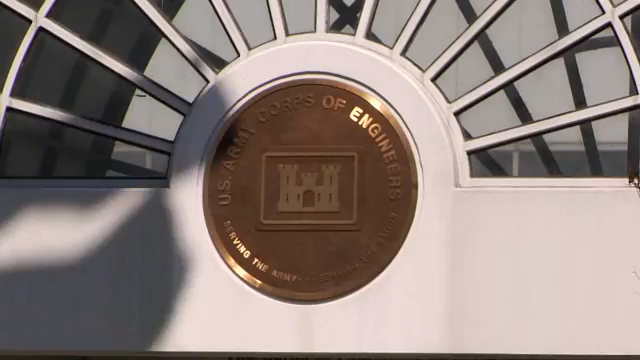 U.S. ARMY CORPS OF ENGINEERS
SERVING THE ARMY